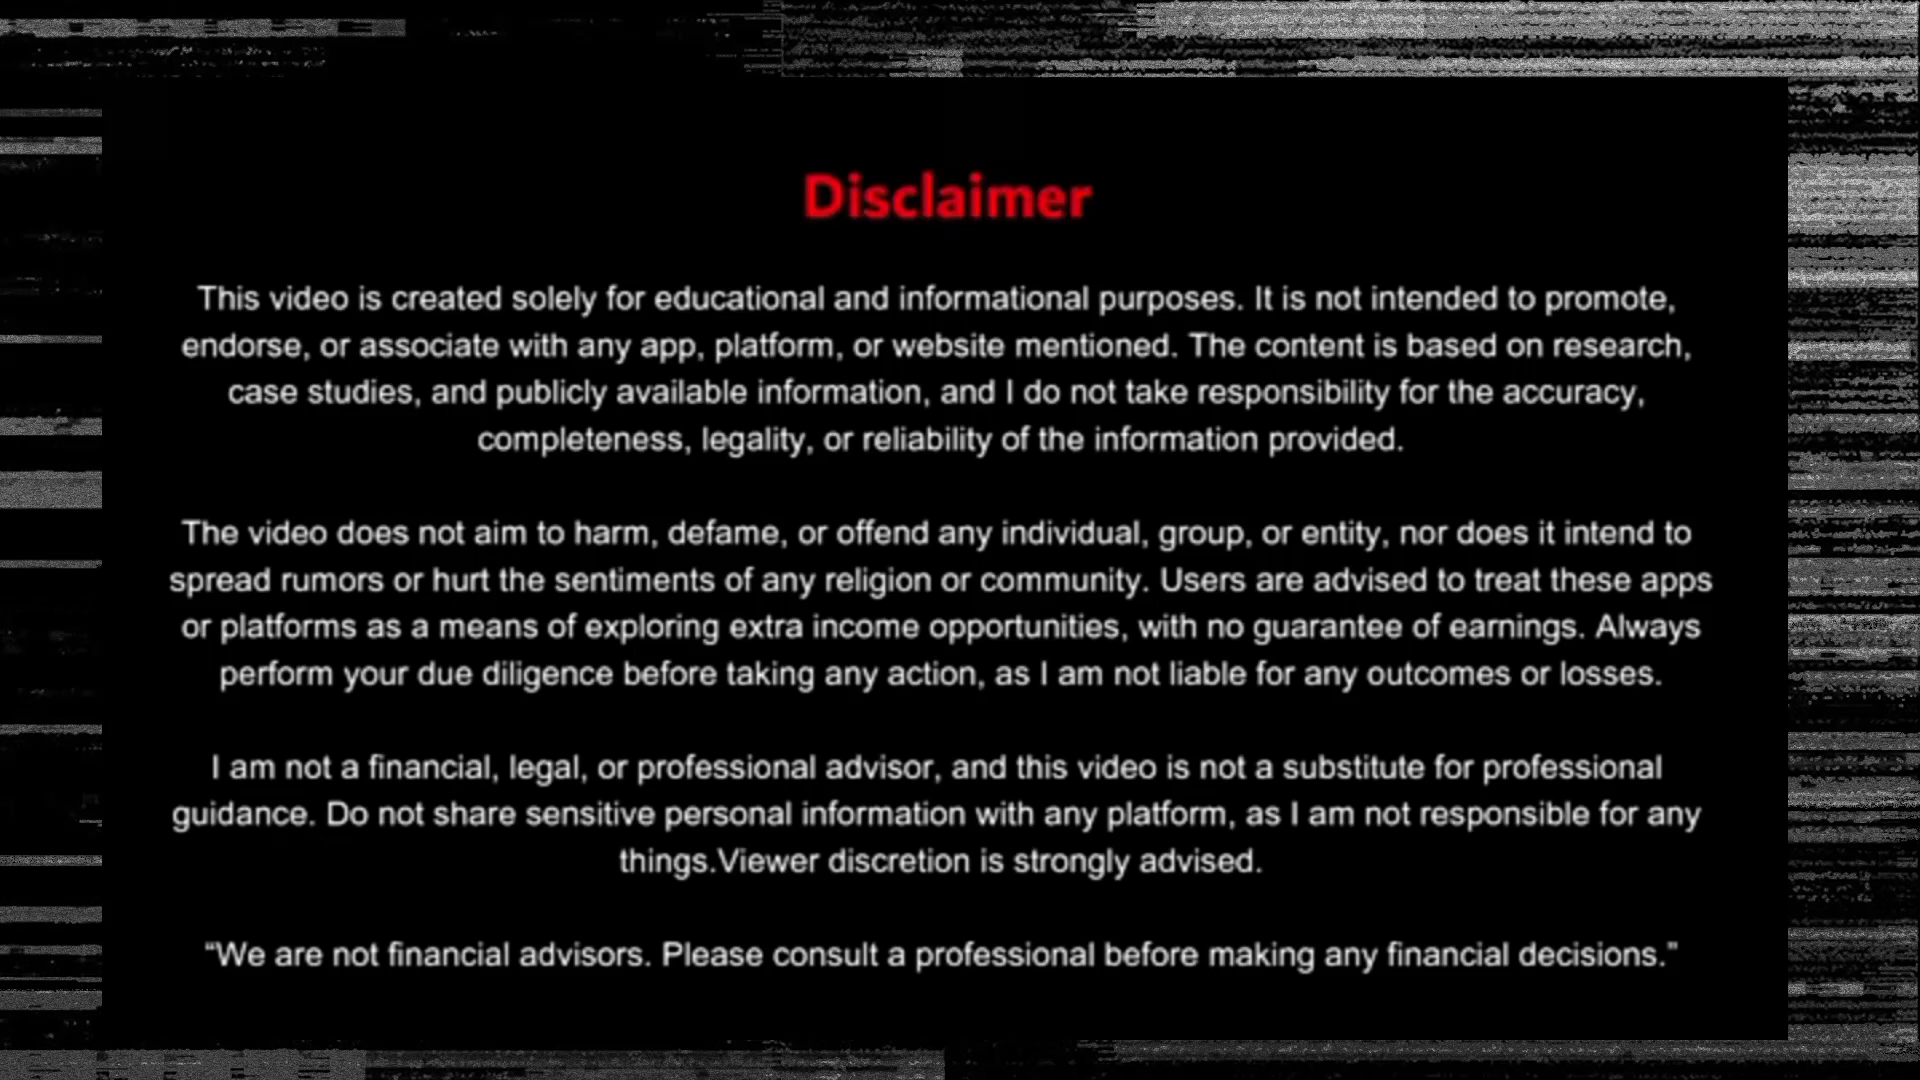 Disclaimer
This video is created solely for educational and informational purposes. It is not intended to promote,
endorse, or associate with any app, platform, or website mentioned. The content is based on research,
case studies, and publicly available information, and I do not take responsibility for the accuracy,
completeness, legality, or reliability of the information provided.
The video does not aim to harm, defame, or offend any individual, group, or entity, nor does it intend to
spread rumors or hurt the sentiments of any religion or community. Users are advised to treat these apps
or platforms as a means of exploring extra income opportunities, with no guarantee of earnings. Always
perform your due diligence before taking any action, as I am not liable for any outcomes or losses.
I am not a financial, legal, or professional advisor, and this video is not a substitute for professional
guidance. Do not share sensitive personal information with any platform, as I am not responsible for any
things.Viewer discretion is strongly advised.
“We are not financial advisors. Please consult a professional before making any financial decisions.”